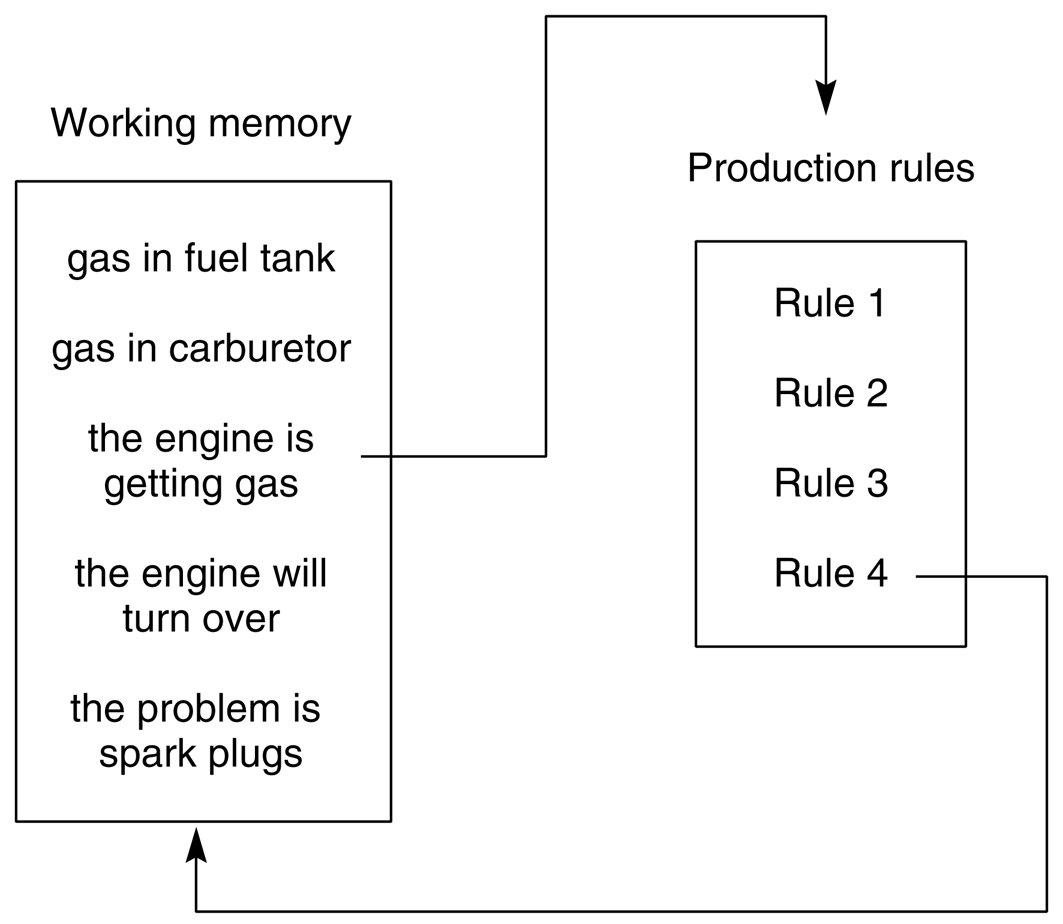 Working memory
gas in fuel tank
gas in carburetor
the engine is
getting gas
the engine will
turn over
the problem is
spark plugs
Production rules
Rule 1
Rule 2
Rule 3
Rule 4